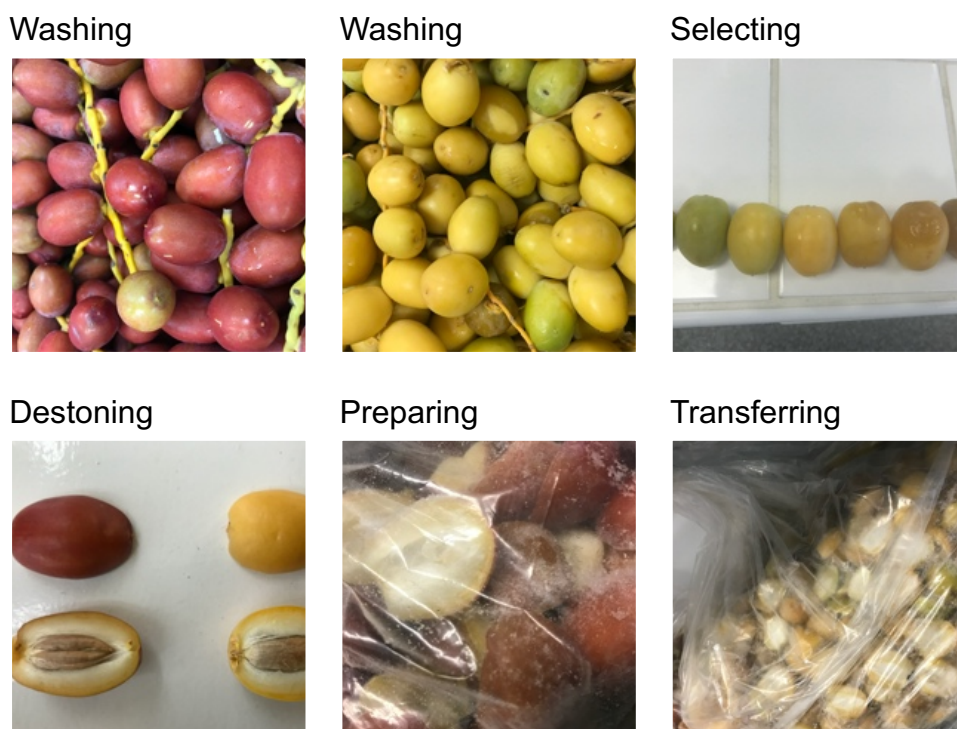 Washing
Washing
Selecting
Destoning
Preparing
Transferring